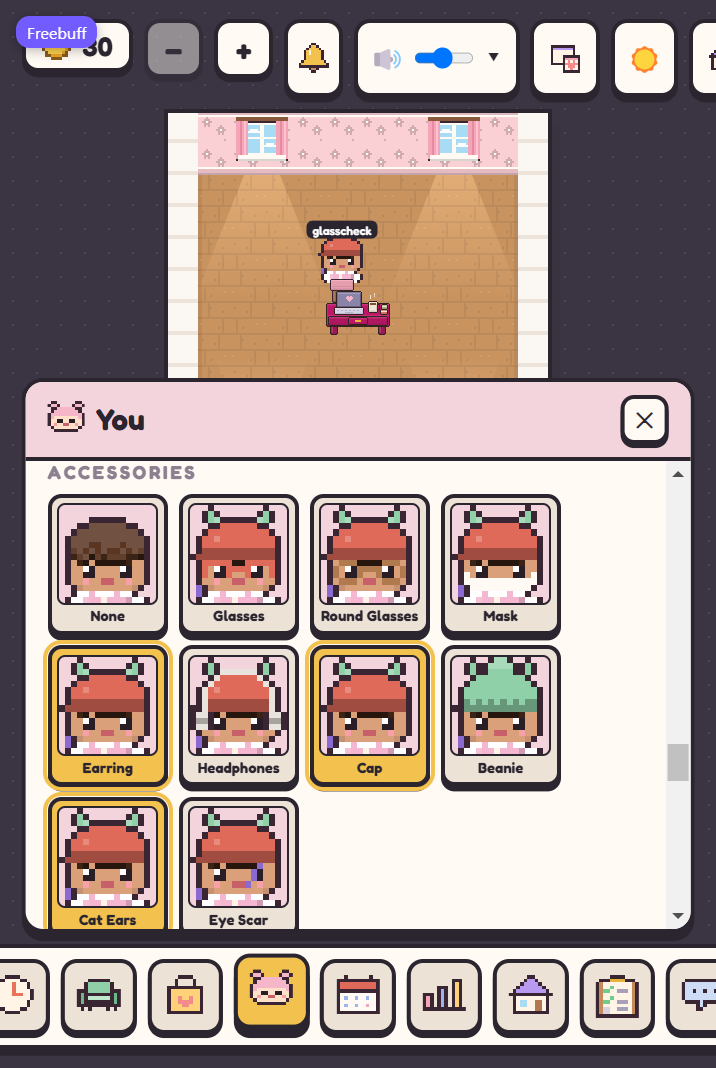 Freebuff
30
glasscheck
You
ACCESSORIES
None
Glasses
Round Glasses
Mask
Earring
Headphones
Cap
Beanie
Cat Ears
Eye Scar